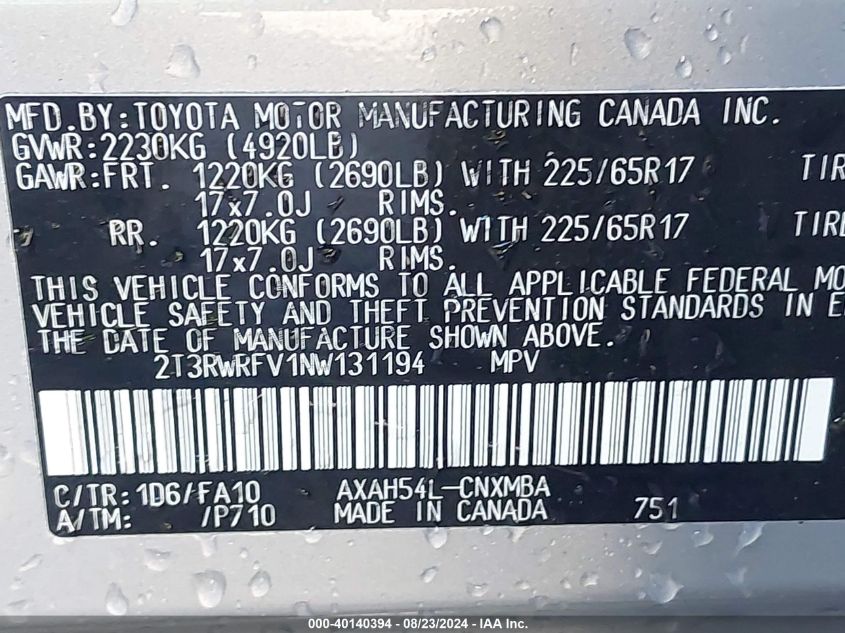 MFD.BY:TOYOTA MOTOR MANUFACTURING CANADA INC.
GVWR:2230KG (4920LB)
GAWR:FRT. 1220KG (2690LB) WITH 225/65R17 TIR
17x7.0J RIMS.
RR. 1220KG (2690LB) WITH 225/65R17 TIRE
17x7.0J RIMS.
THIS VEHICLE CONFORMS TO ALL APPLICABLE FEDERAL MO
VEHICLE SAFETY AND THEFT PREVENTION STANDARDS IN E
THE DATE OF MANUFACTURE SHOWN ABOVE.
2T3RWRFV1NW131194 MPV
C/TR:1D6/FA10 AXAH54L-CNXMBA
A/TM: /P710 MADE IN CANADA 751
000-40140394 - 08/23/2024 - IAA Inc.